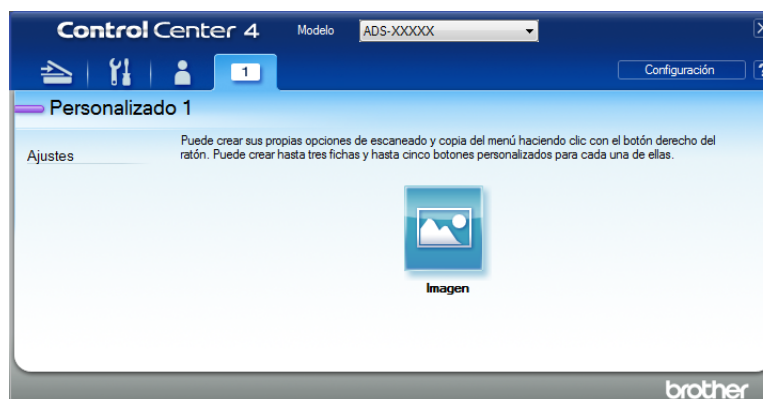 Control Center 4 Modelo ADS-XXXXX
1 Configuración ?
Personalizado 1
Puede crear sus propias opciones de escaneado y copia del menú haciendo clic con el botón derecho del
Ajustes
ratón. Puede crear hasta tres fichas y hasta cinco botones personalizados para cada una de ellas.
Imagen
brother